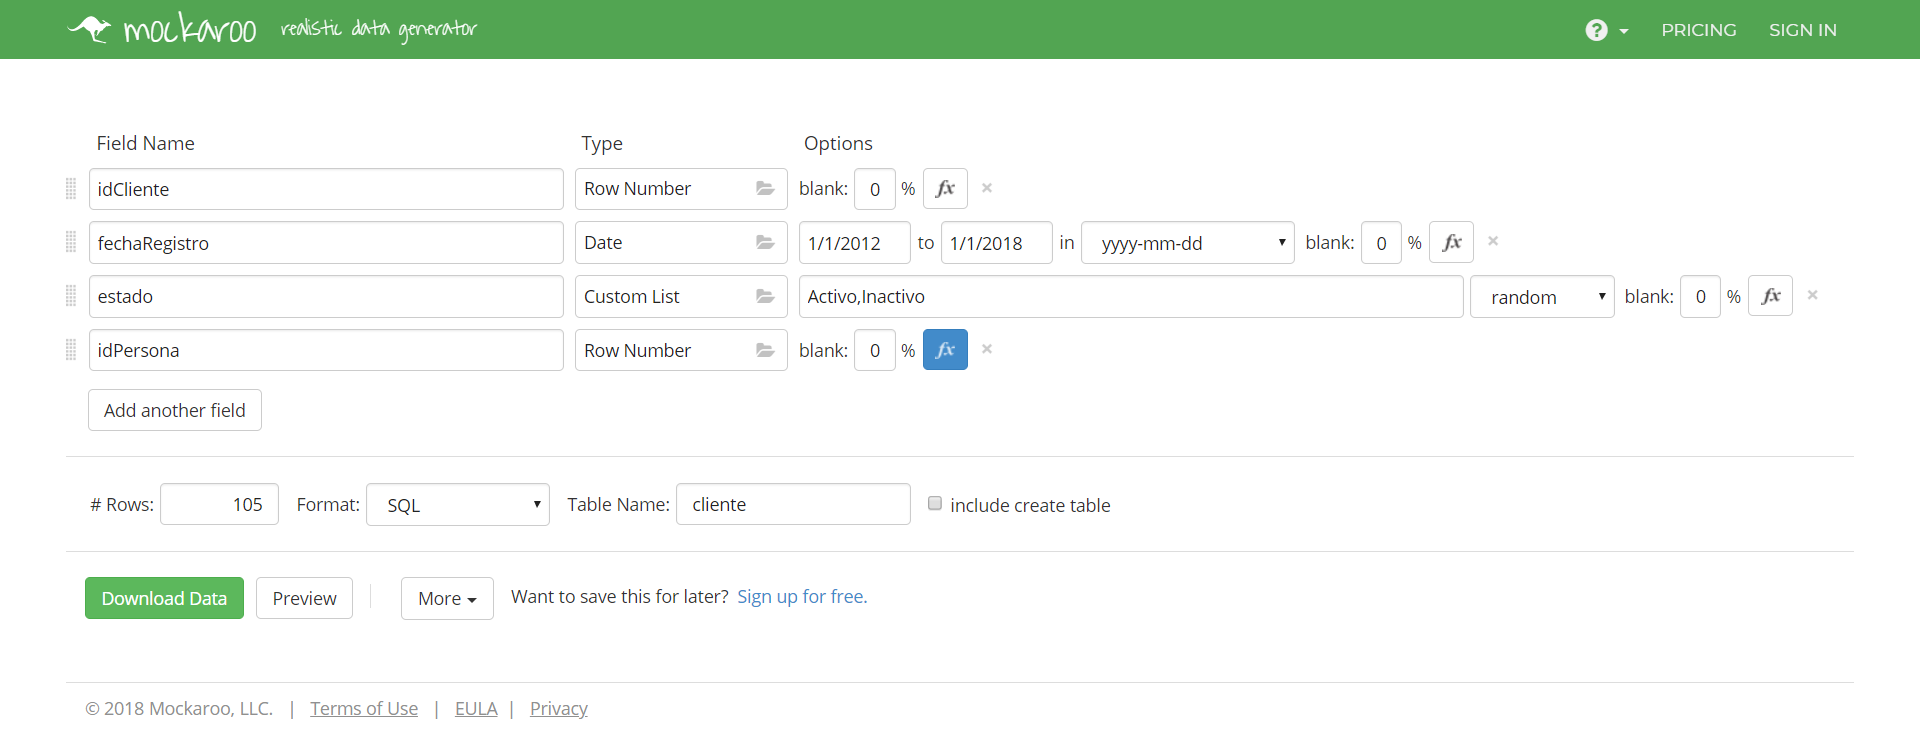 mockaroo realistic data generator ? PRICING SIGN IN
Field Name Type Options
idCliente Row Number blank: 0 % fx ×
fechaRegistro Date 1/1/2012 to 1/1/2018 in yyyy-mm-dd blank: 0 % fx ×
estado Custom List Activo,Inactivo random blank: 0 % fx ×
idPersona Row Number blank: 0 % fx ×
Add another field
# Rows: 105 Format: SQL Table Name: cliente include create table
Download Data Preview More Want to save this for later? Sign up for free.
© 2018 Mockaroo, LLC. | Terms of Use | EULA | Privacy